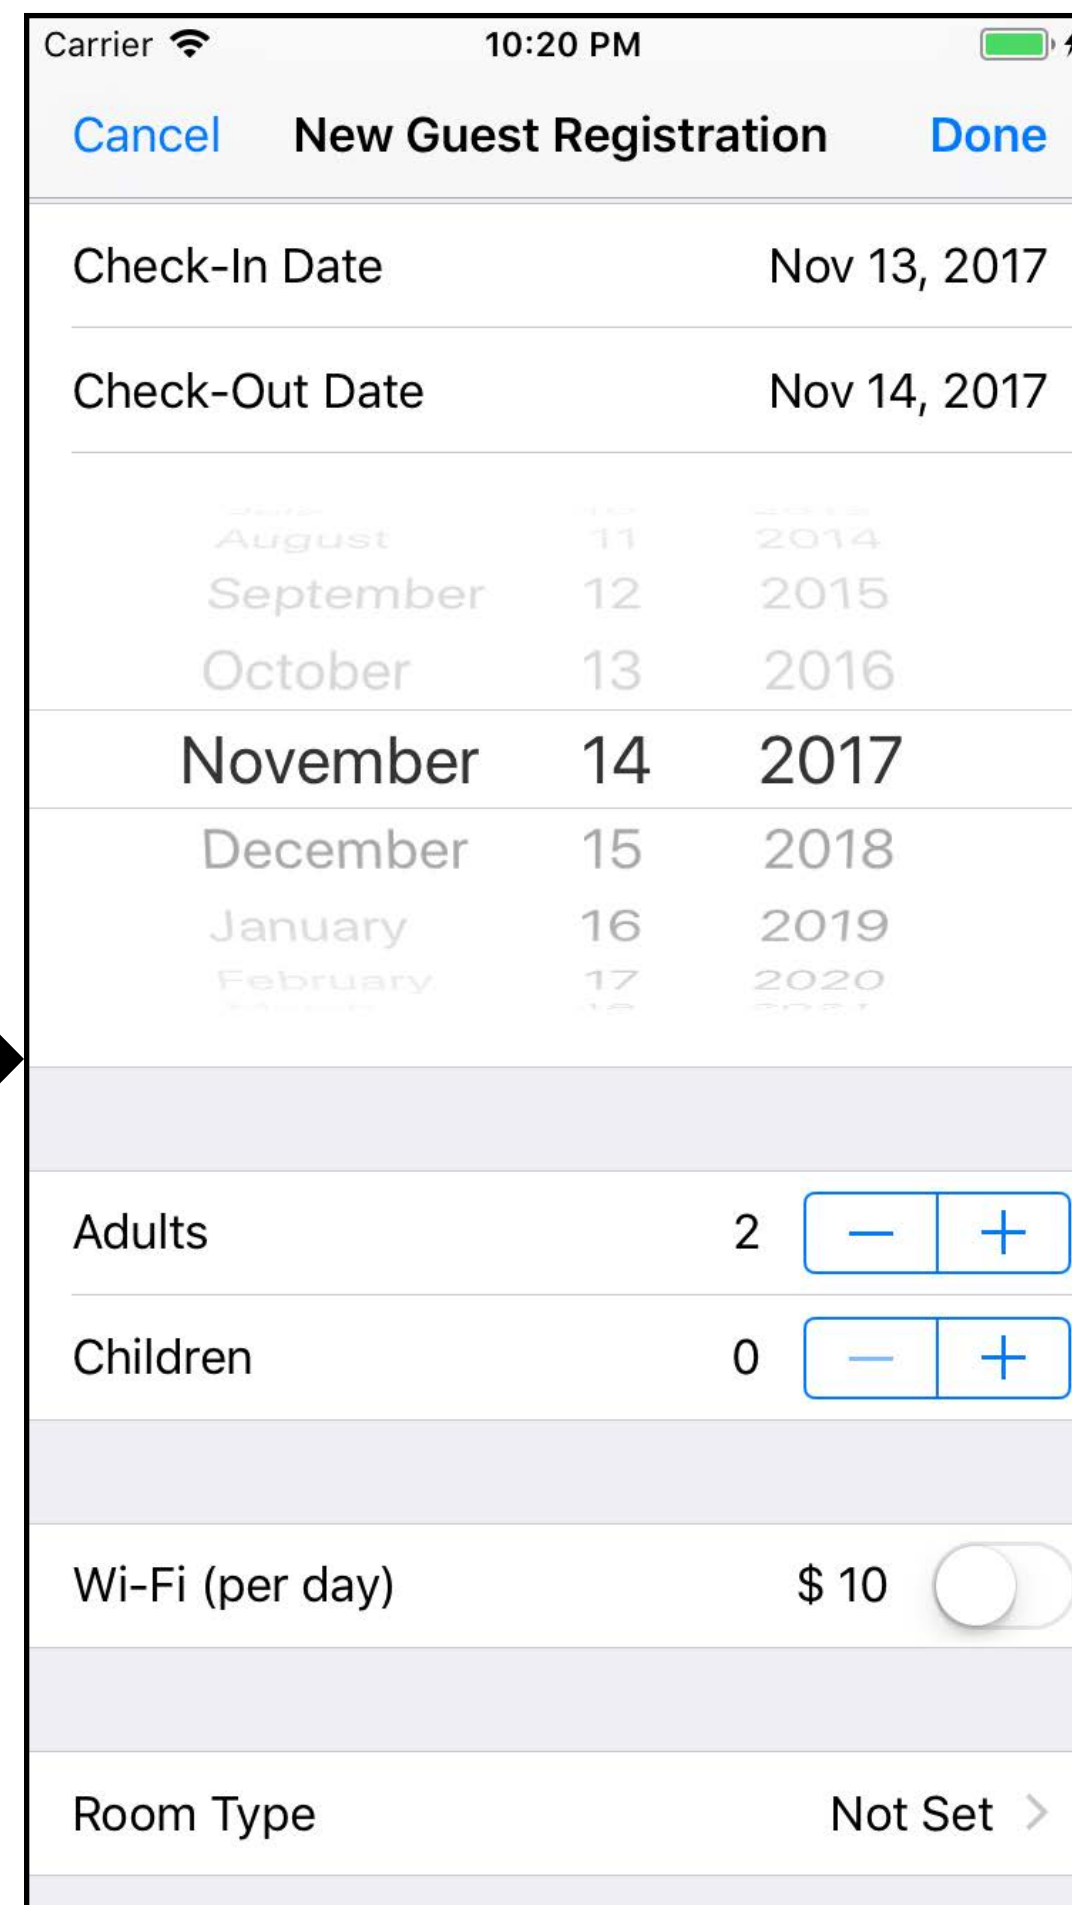 Carrier 10:20 PM
Cancel New Guest Registration Done
Check-In Date Nov 13, 2017
Check-Out Date Nov 14, 2017
August 11 2014
September 12 2015
October 13 2016
November 14 2017
December 15 2018
January 16 2019
February 17 2020
Adults 2 − +
Children 0 − +
Wi-Fi (per day) $ 10
Room Type Not Set >